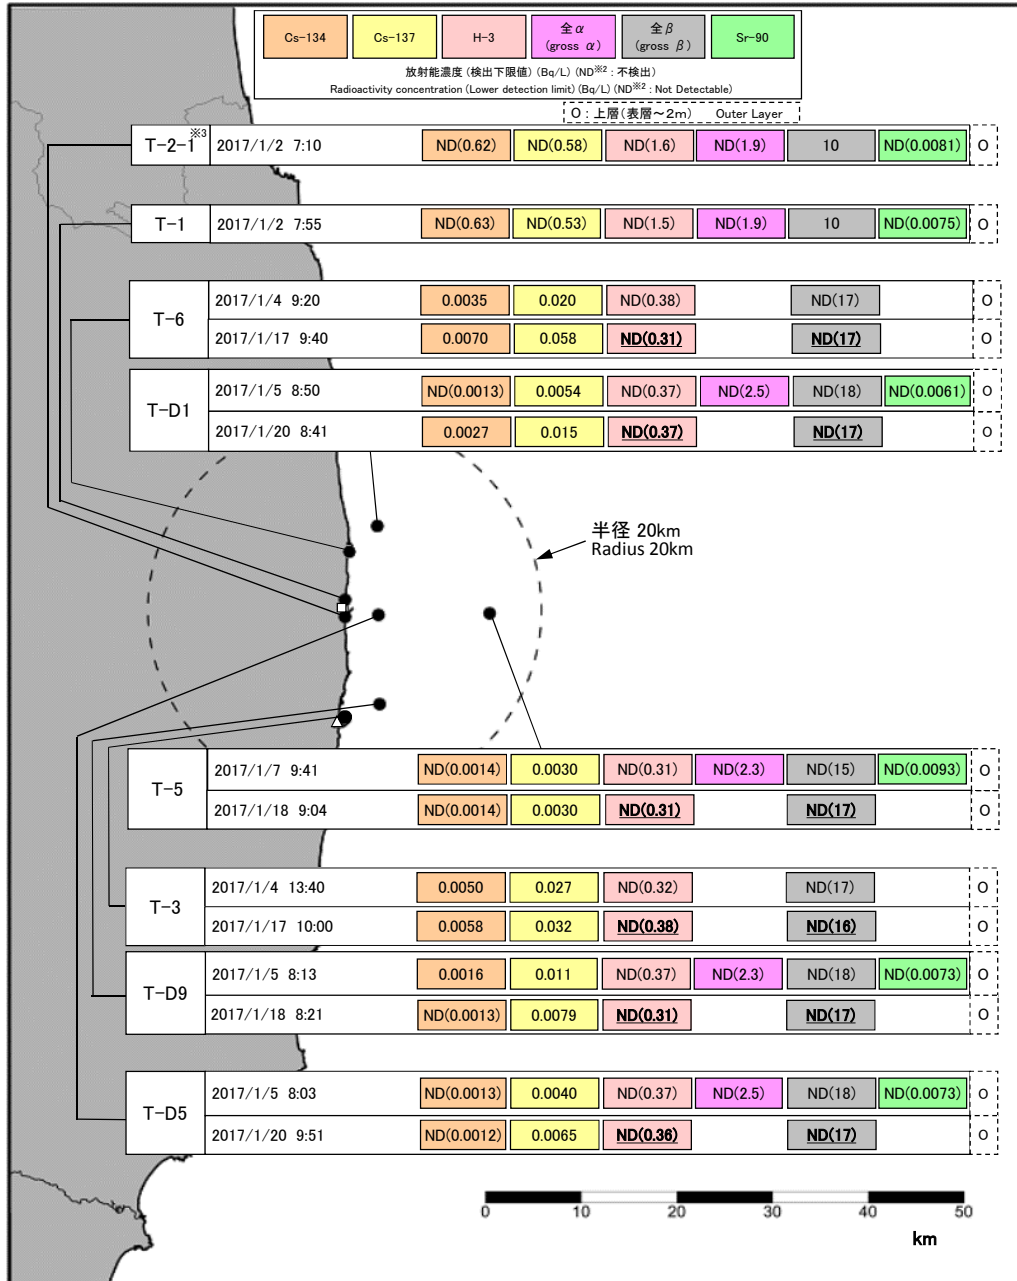 Cs-134 Cs-137 H-3 全α (gross α) 全β (gross β) Sr-90
放射能濃度 (検出下限値) (Bq/L) (ND※2 : 不検出)
Radioactivity concentration (Lower detection limit) (Bq/L) (ND※2 : Not Detectable)
O : 上層(表層～2m) Outer Layer
T-2-1※3 2017/1/2 7:10 ND(0.62) ND(0.58) ND(1.6) ND(1.9) 10 ND(0.0081) O
T-1 2017/1/2 7:55 ND(0.63) ND(0.53) ND(1.5) ND(1.9) 10 ND(0.0075) O
T-6
2017/1/4 9:20 0.0035 0.020 ND(0.38) ND(17) O
2017/1/17 9:40 0.0070 0.058 ND(0.31) ND(17) O
T-D1
2017/1/5 8:50 ND(0.0013) 0.0054 ND(0.37) ND(2.5) ND(18) ND(0.0061) O
2017/1/20 8:41 0.0027 0.015 ND(0.37) ND(17) O
半径 20km
Radius 20km
T-5
2017/1/7 9:41 ND(0.0014) 0.0030 ND(0.31) ND(2.3) ND(15) ND(0.0093) O
2017/1/18 9:04 ND(0.0014) 0.0030 ND(0.31) ND(17) O
T-3
2017/1/4 13:40 0.0050 0.027 ND(0.32) ND(17) O
2017/1/17 10:00 0.0058 0.032 ND(0.38) ND(16) O
T-D9
2017/1/5 8:13 0.0016 0.011 ND(0.37) ND(2.3) ND(18) ND(0.0073) O
2017/1/18 8:21 ND(0.0013) 0.0079 ND(0.31) ND(17) O
T-D5
2017/1/5 8:03 ND(0.0013) 0.0040 ND(0.37) ND(2.5) ND(18) ND(0.0073) O
2017/1/20 9:51 ND(0.0012) 0.0065 ND(0.36) ND(17) O
0 10 20 30 40 50
km